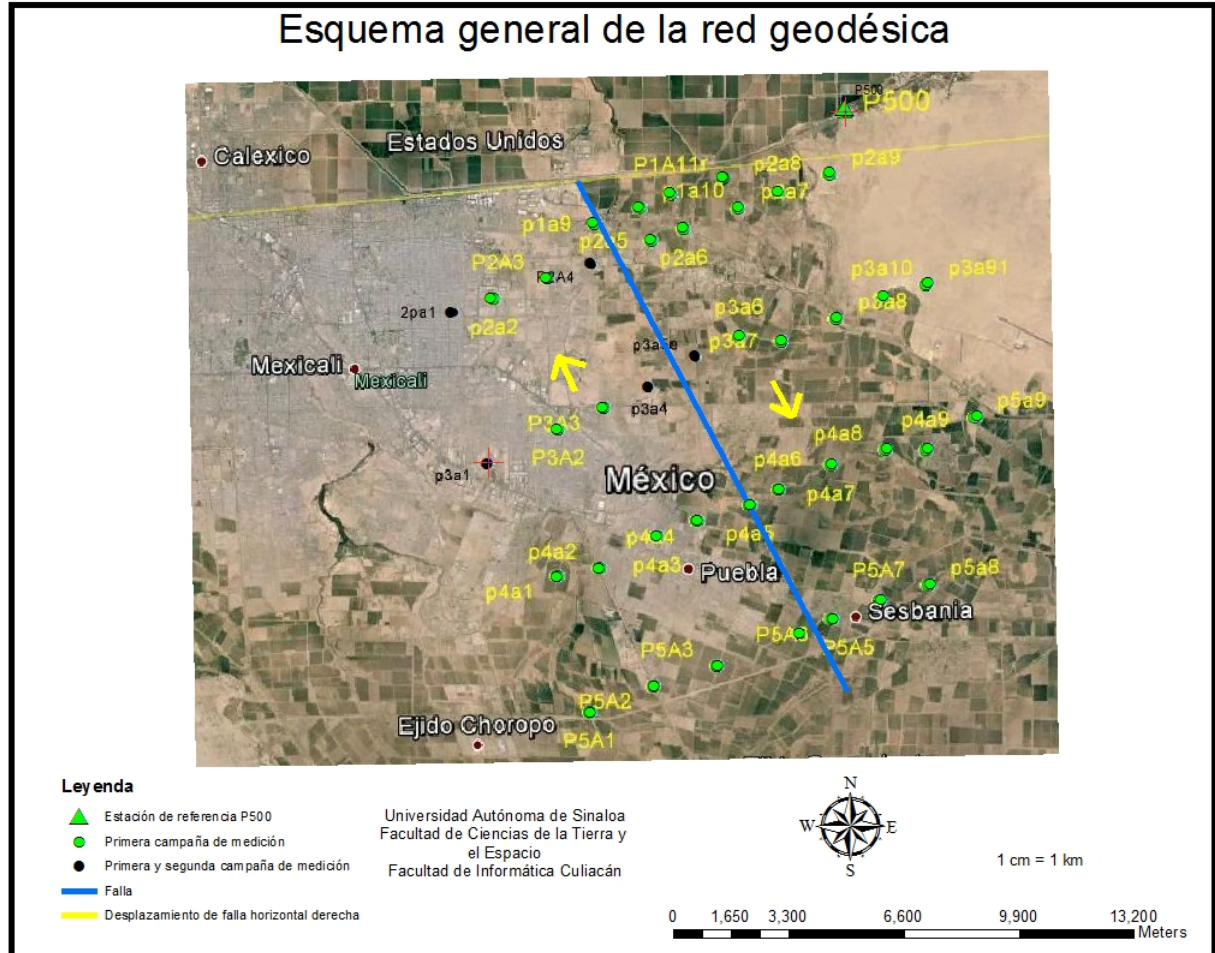 Esquema general de la red geodésica
P500
P500
Estados Unidos
Calexico
P1A11r
p2a8
p2a9
p1a10
p1a9
p2a6
P2A3
P2A4
p3a10
p3a91
2pa1
p2a2
p3a6
p3a8
p3a7
p3a5e
Mexicali
Mexicali
p3a4
p5a9
P3A3
p4a8
p4a9
P3A2
p4a6
p3a1
México
p4a7
p4a4
p4a5
p4a2
p4a3
Puebla
p4a1
P5A7
p5a8
Sesbania
P5A3
P5A5
P5A2
Ejido Choropo
P5A1
Leyenda
Estación de referencia P500
Primera campaña de medición
Primera y segunda campaña de medición
Falla
Desplazamiento de falla horizontal derecha
Universidad Autónoma de Sinaloa
Facultad de Ciencias de la Tierra y
el Espacio
Facultad de Informática Culiacán
N
W
E
S
1 cm = 1 km
0 1,650 3,300 6,600 9,900 13,200
Meters